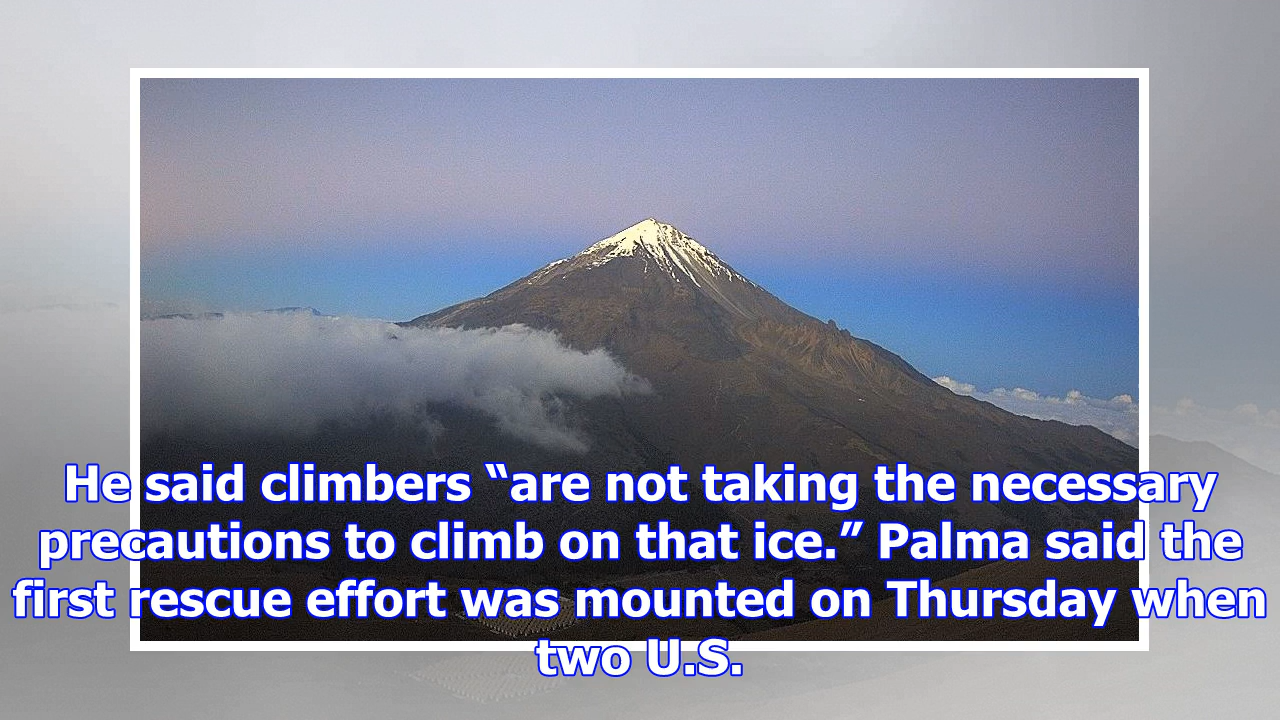 He said climbers “are not taking the necessary
precautions to climb on that ice.” Palma said the
first rescue effort was mounted on Thursday when
two U.S.